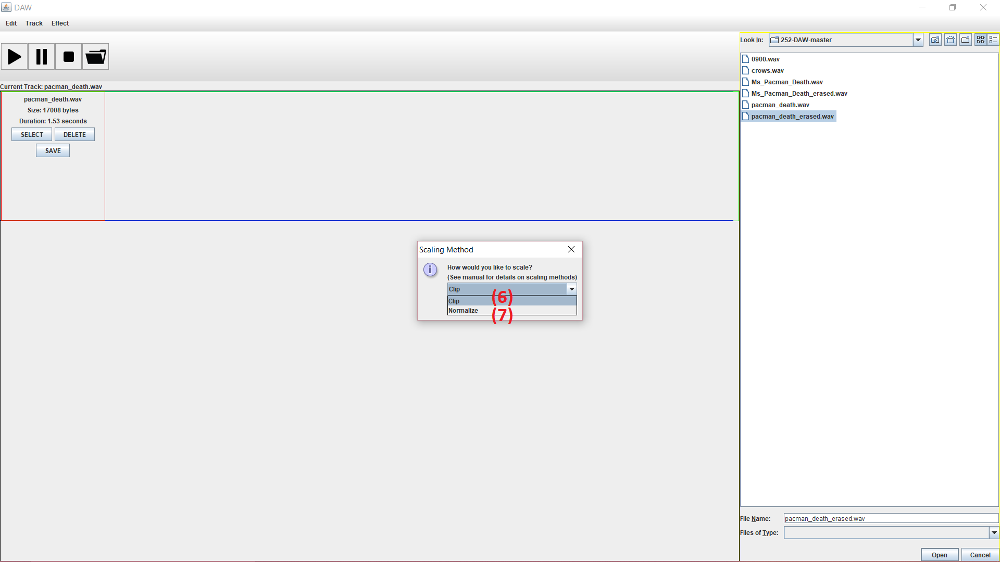 DAW
Edit Track Effect
Current Track: pacman_death.wav
pacman_death.wav
Size: 17008 bytes
Duration: 1.53 seconds
SELECT DELETE
SAVE
Scaling Method
How would you like to scale?
(See manual for details on scaling methods)
Clip
(6)
Clip
Normalize
(7)
Look In: 252-DAW-master
0900.wav
crows.wav
Ms_Pacman_Death.wav
Ms_Pacman_Death_erased.wav
pacman_death.wav
pacman_death_erased.wav
File Name: pacman_death_erased.wav
Files of Type:
Open Cancel